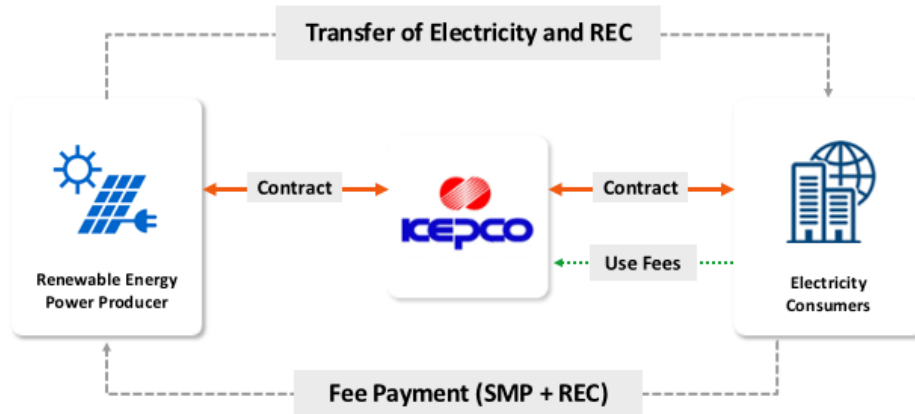 Transfer of Electricity and REC
Contract
KEPCO
Contract
Use Fees
Renewable Energy
Power Producer
Electricity
Consumers
Fee Payment (SMP + REC)